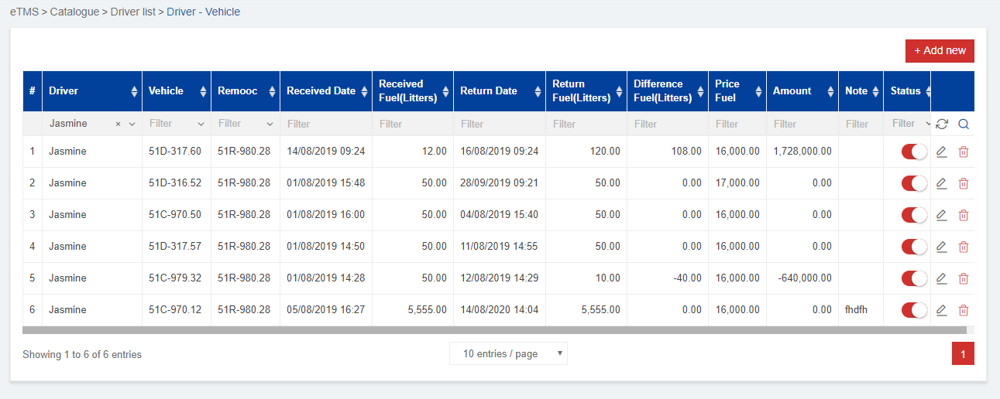 eTMS > Catalogue > Driver list > Driver - Vehicle
+ Add new
# Driver Vehicle Remooc Received Date Received Fuel(Litters) Return Date Return Fuel(Litters) Difference Fuel(Litters) Price Fuel Amount Note Status
Jasmine × Filter Filter Filter Filter Filter Filter Filter Filter Filter Filter Filter
1 Jasmine 51D-317.60 51R-980.28 14/08/2019 09:24 12.00 16/08/2019 09:24 120.00 108.00 16,000.00 1,728,000.00
2 Jasmine 51D-316.52 51R-980.28 01/08/2019 15:48 50.00 28/09/2019 09:21 50.00 0.00 17,000.00 0.00
3 Jasmine 51C-970.50 51R-980.28 01/08/2019 16:00 50.00 04/08/2019 15:40 50.00 0.00 16,000.00 0.00
4 Jasmine 51D-317.57 51R-980.28 01/08/2019 14:50 50.00 11/08/2019 14:55 50.00 0.00 16,000.00 0.00
5 Jasmine 51C-979.32 51R-980.28 01/08/2019 14:28 50.00 12/08/2019 14:29 10.00 -40.00 16,000.00 -640,000.00
6 Jasmine 51C-970.12 51R-980.28 05/08/2019 16:27 5,555.00 14/08/2020 14:04 5,555.00 0.00 16,000.00 0.00 fhdfh
Showing 1 to 6 of 6 entries 10 entries / page 1